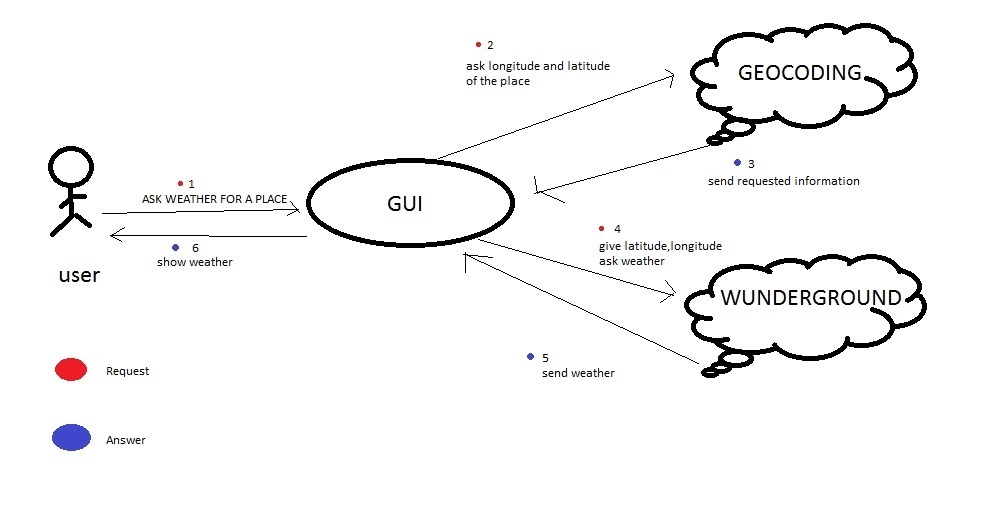 2
ask longitude and latitude
of the place
GEOCODING
3
send requested information
1
ASK WEATHER FOR A PLACE
GUI
6
show weather
user
4
give latitude,longitude
ask weather
WUNDERGROUND
5
send weather
Request
Answer